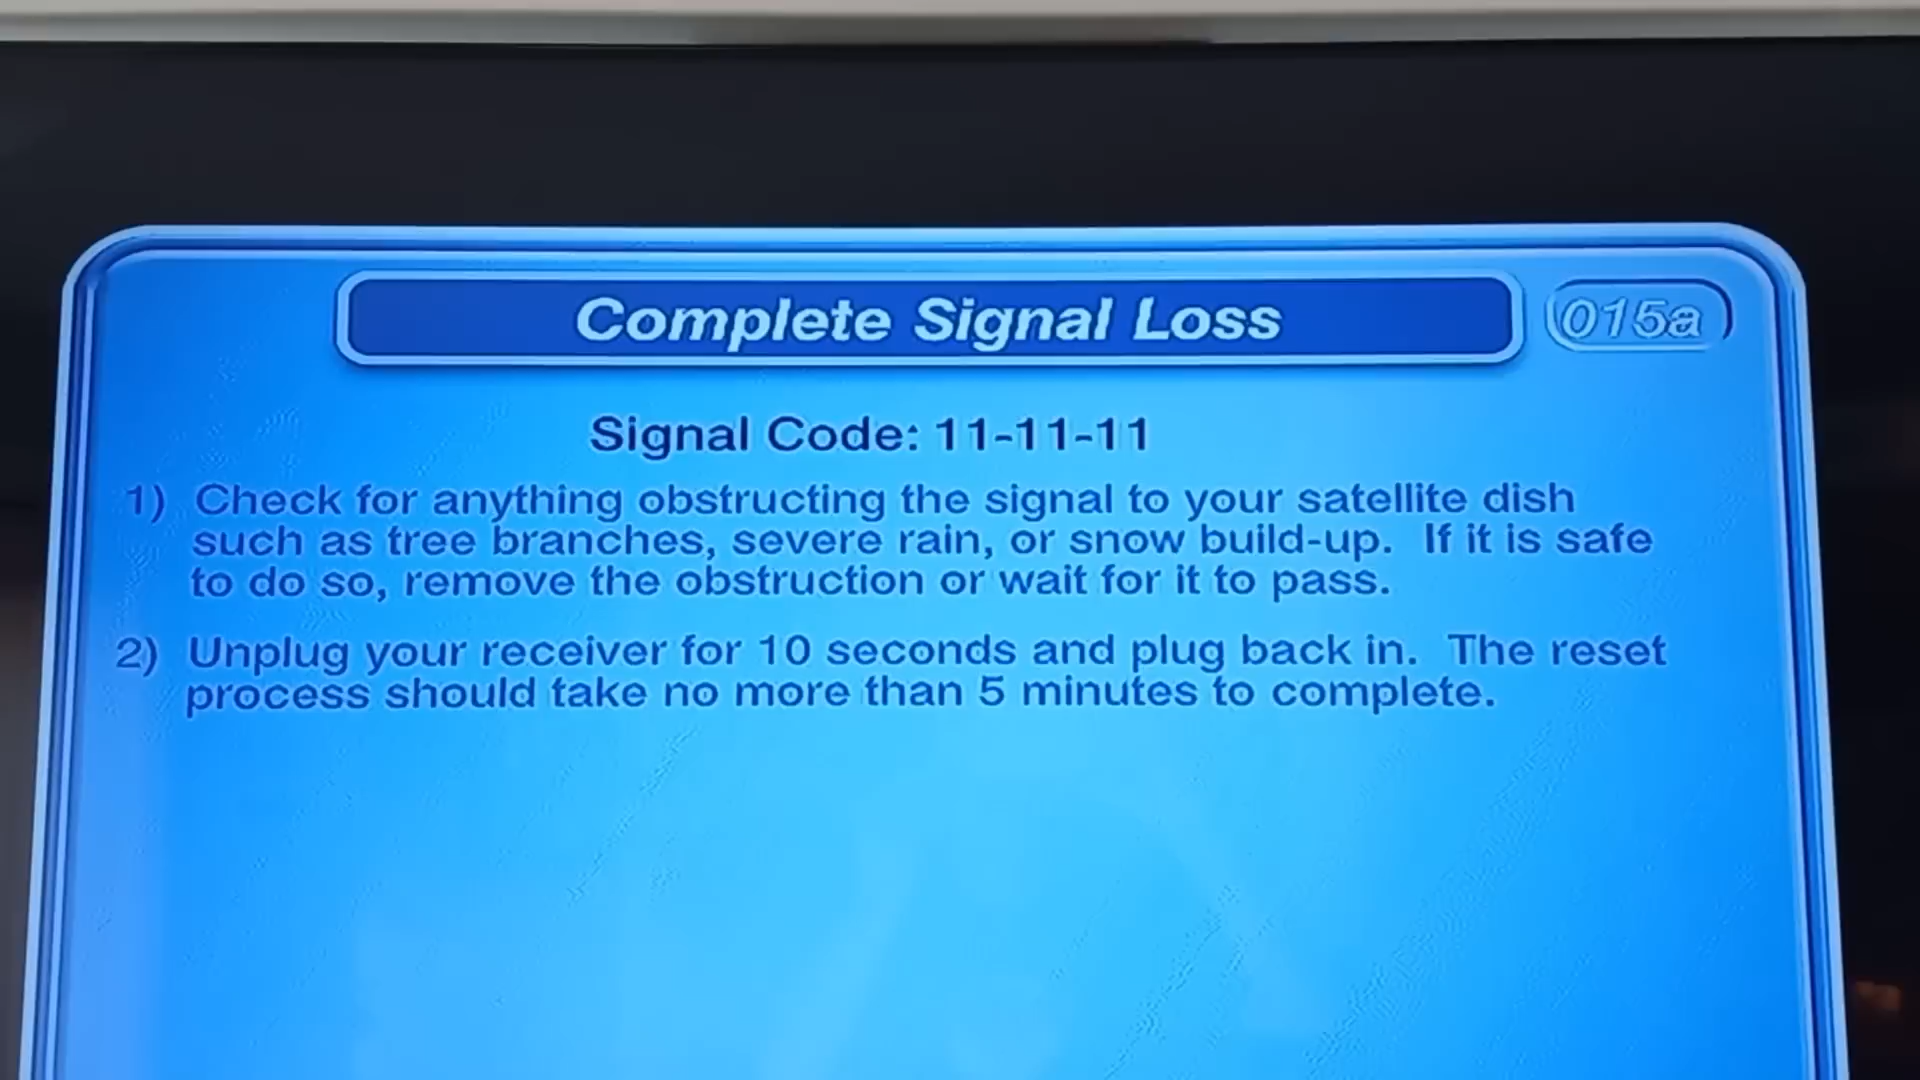 Complete Signal Loss
015a
Signal Code: 11-11-11
1) Check for anything obstructing the signal to your satellite dish
such as tree branches, severe rain, or snow build-up. If it is safe
to do so, remove the obstruction or wait for it to pass.
2) Unplug your receiver for 10 seconds and plug back in. The reset
process should take no more than 5 minutes to complete.